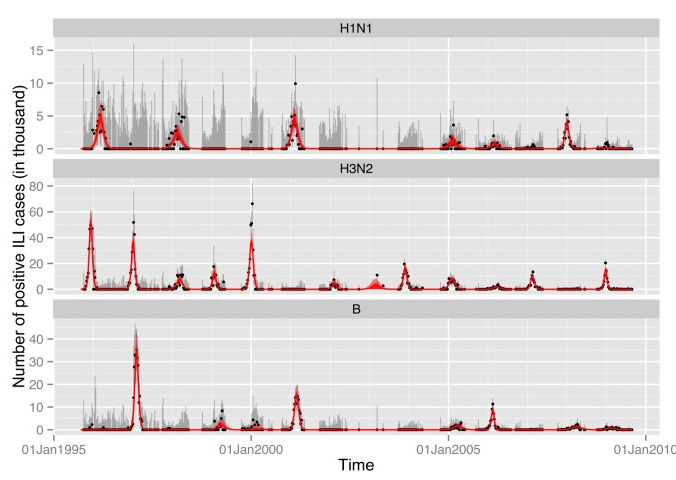 H1N1
15
10
5
0
H3N2
80
60
40
20
0
B
40
30
20
10
0
Number of positive ILI cases (in thousand)
01Jan1995 01Jan2000 01Jan2005 01Jan2010
Time